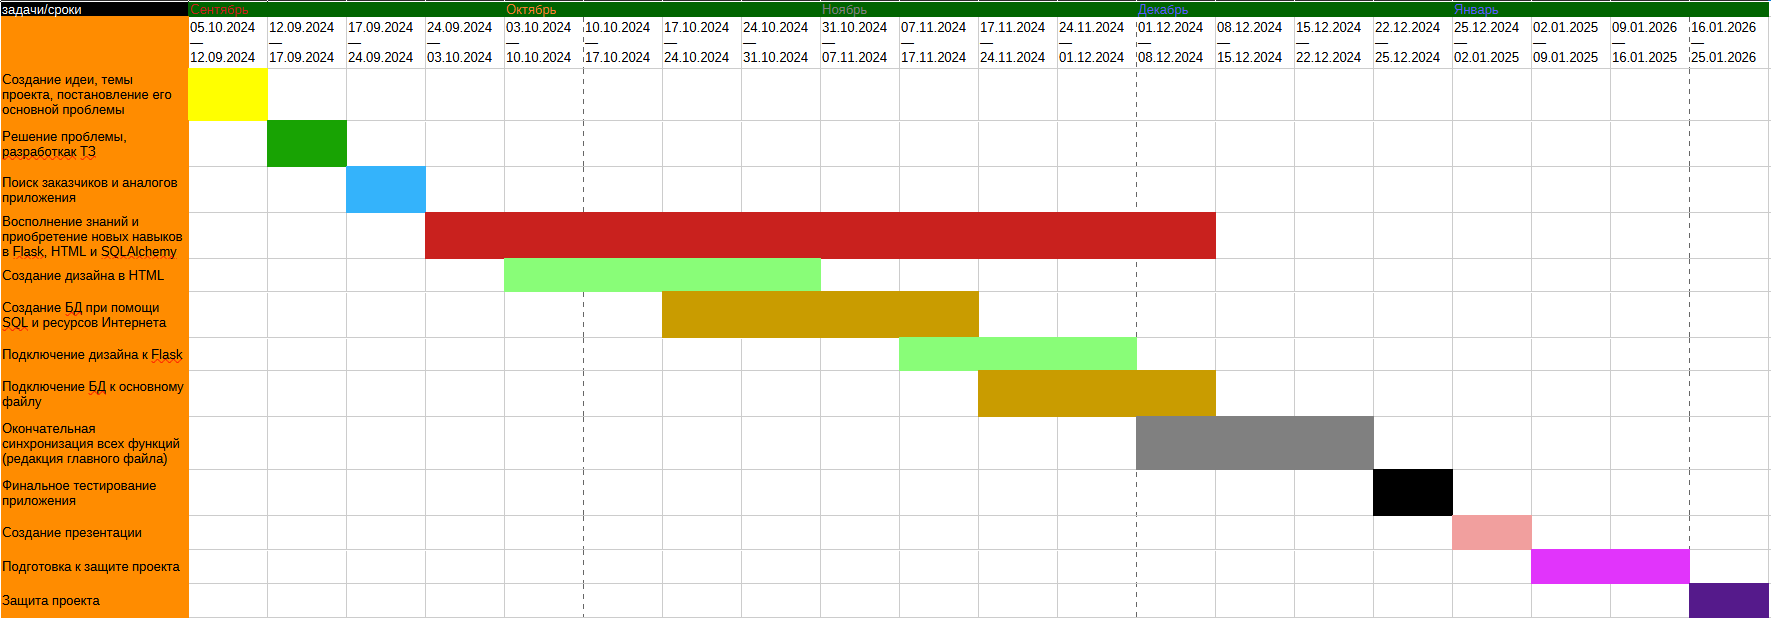 задачи/сроки Сентябрь Октябрь Ноябрь Декабрь Январь
05.10.2024 12.09.2024 17.09.2024 24.09.2024 03.10.2024 10.10.2024 17.10.2024 24.10.2024 31.10.2024 07.11.2024 17.11.2024 24.11.2024 01.12.2024 08.12.2024 15.12.2024 22.12.2024 25.12.2024 02.01.2025 09.01.2026 16.01.2026
— — — — — — — — — — — — — — — — — — — —
12.09.2024 17.09.2024 24.09.2024 03.10.2024 10.10.2024 17.10.2024 24.10.2024 31.10.2024 07.11.2024 17.11.2024 24.11.2024 01.12.2024 08.12.2024 15.12.2024 22.12.2024 25.12.2024 02.01.2025 09.01.2025 16.01.2026 25.01.2026
Создание идеи, темы
проекта, постановление его
основной проблемы
Решение проблемы,
разработкак ТЗ
Поиск заказчиков и аналогов
приложения
Восполнение знаний и
приобретение новых навыков
в Flask, HTML и SQLAlchemy
Создание дизайна в HTML
Создание БД при помощи
SQL и ресурсов Интернета
Подключение дизайна к Flask
Подключение БД к основному
файлу
Окончательная
синхронизация всех функций
(редакция главного файла)
Финальное тестирование
приложения
Создание презентации
Подготовка к защите проекта
Защита проекта